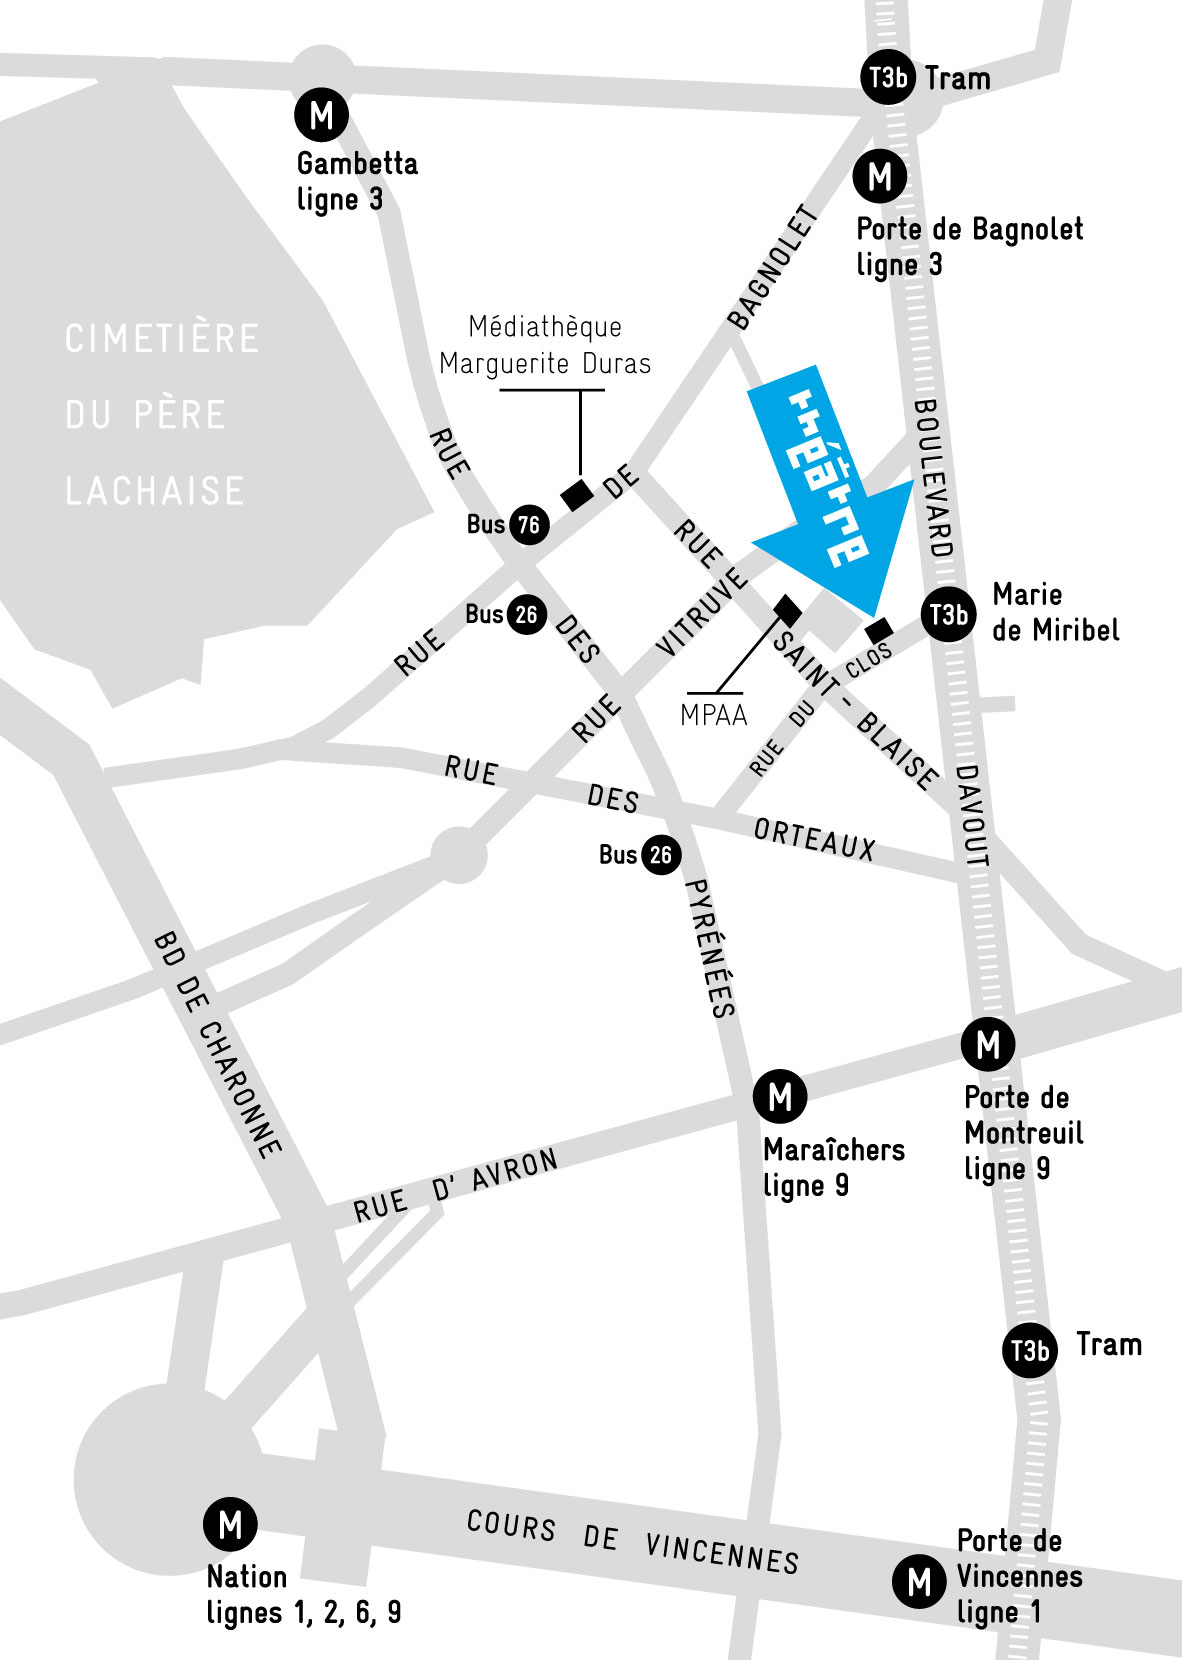 T3b Tram
M
Gambetta
ligne 3
M
Porte de Bagnolet
ligne 3
CIMETIÈRE
DU PÈRE
LACHAISE
Médiathèque
Marguerite Duras
RUE DE BAGNOLET
théâtre
BOULEVARD DAVOUT
Bus 76
Bus 26
RUE DES PYRÉNÉES
RUE VITRUVE
RUE SAINT-BLAISE
T3b
Marie
de Miribel
MPAA
RUE DU CLOS
RUE DES ORTEAUX
Bus 26
BD DE CHARONNE
M
Maraîchers
ligne 9
M
Porte de
Montreuil
ligne 9
RUE D' AVRON
T3b Tram
M
Nation
lignes 1, 2, 6, 9
COURS DE VINCENNES
M
Porte de
Vincennes
ligne 1